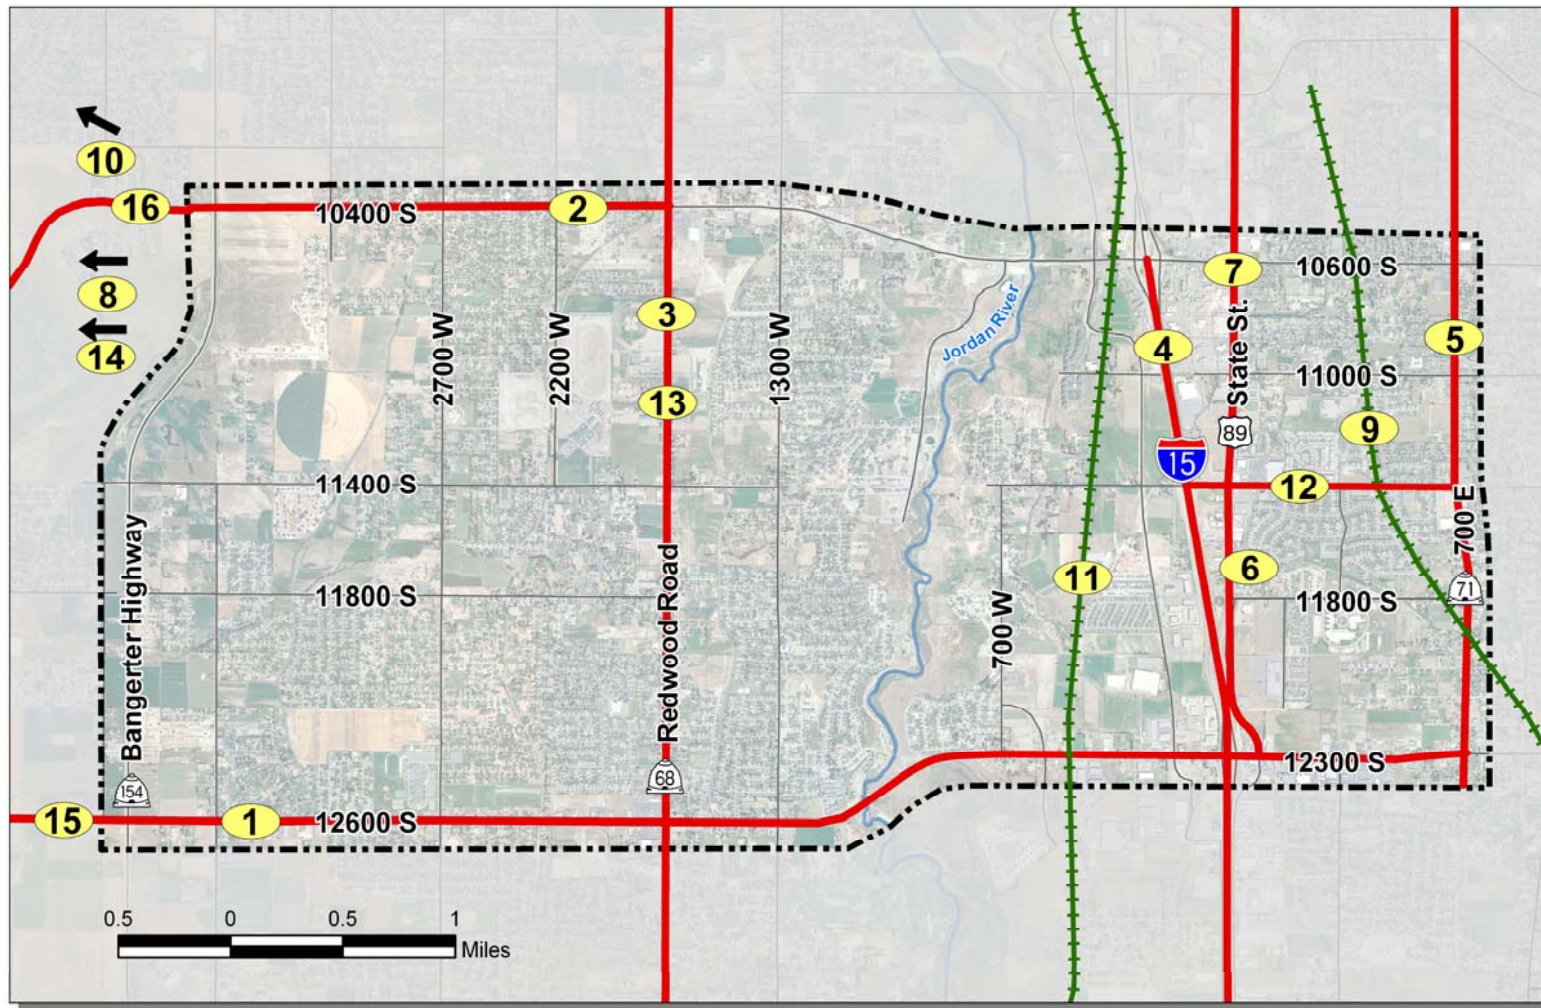 10
16
10400 S
2
8
14
3
13
2700 W
2200 W
1300 W
Jordan River
7
10600 S
State St.
4
5
11000 S
89
9
15
11400 S
12
700 E
11800 S
Bangerter Highway
Redwood Road
700 W
11
6
11800 S
71
154
68
12300 S
15
1
12600 S
0.5 0 0.5 1
Miles